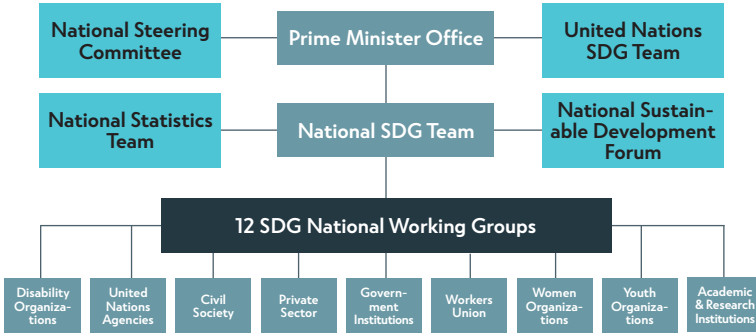 National Steering
Committee
Prime Minister Office
United Nations
SDG Team
National Statistics
Team
National SDG Team
National Sustain-
able Development
Forum
12 SDG National Working Groups
Disability
Organiza-
tions
United
Nations
Agencies
Civil
Society
Private
Sector
Govern-
ment
Institutions
Workers
Union
Women
Organiza-
tions
Youth
Organiza-
tions
Academic
& Research
Institutions